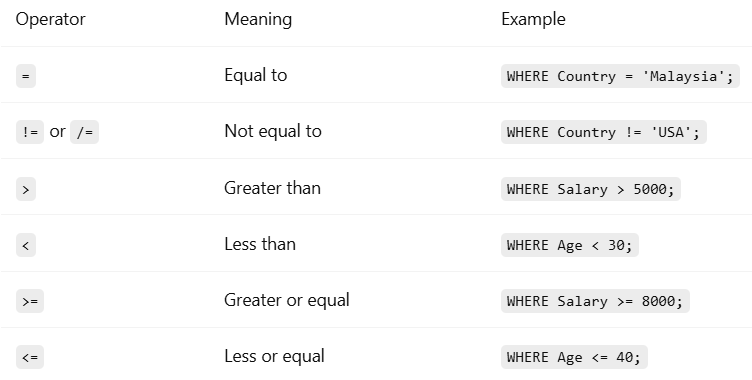 Operator Meaning Example
= Equal to WHERE Country = 'Malaysia';
!= or /= Not equal to WHERE Country != 'USA';
> Greater than WHERE Salary > 5000;
< Less than WHERE Age < 30;
>= Greater or equal WHERE Salary >= 8000;
<= Less or equal WHERE Age <= 40;